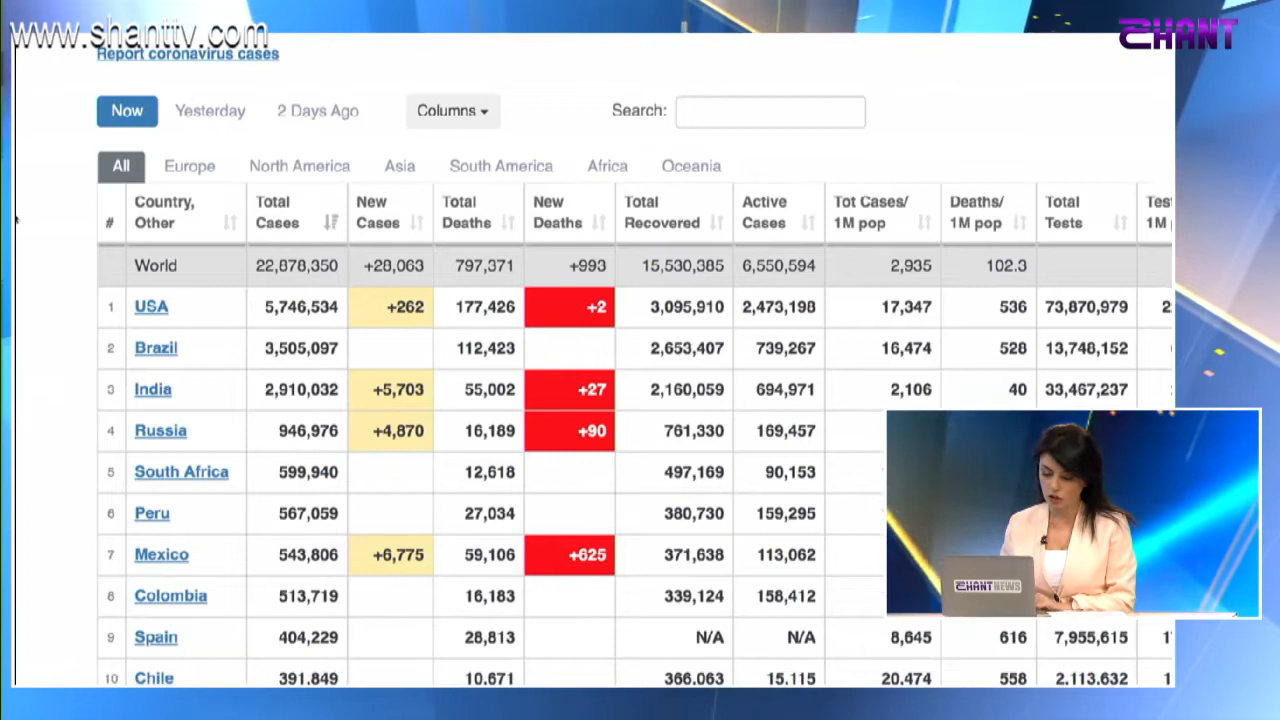 www.shanttv.com
SHANT
Report coronavirus cases
Now Yesterday 2 Days Ago Columns Search:
All Europe North America Asia South America Africa Oceania
# Country, Other Total Cases New Cases Total Deaths New Deaths Total Recovered Active Cases Tot Cases/ 1M pop Deaths/ 1M pop Total Tests
World 22,878,350 +28,063 797,371 +993 15,530,385 6,550,594 2,935 102.3
1 USA 5,746,534 +262 177,426 +2 3,095,910 2,473,198 17,347 536 73,870,979
2 Brazil 3,505,097 112,423 2,653,407 739,267 16,474 528 13,748,152
3 India 2,910,032 +5,703 55,002 +27 2,160,059 694,971 2,106 40 33,467,237
4 Russia 946,976 +4,870 16,189 +90 761,330 169,457
5 South Africa 599,940 12,618 497,169 90,153
6 Peru 567,059 27,034 380,730 159,295
7 Mexico 543,806 +6,775 59,106 +625 371,638 113,062
8 Colombia 513,719 16,183 339,124 158,412
9 Spain 404,229 28,813 N/A N/A 8,645 616 7,955,615
10 Chile 391,849 10,671 366,063 15,115 20,474 558 2,113,632
SHANT NEWS